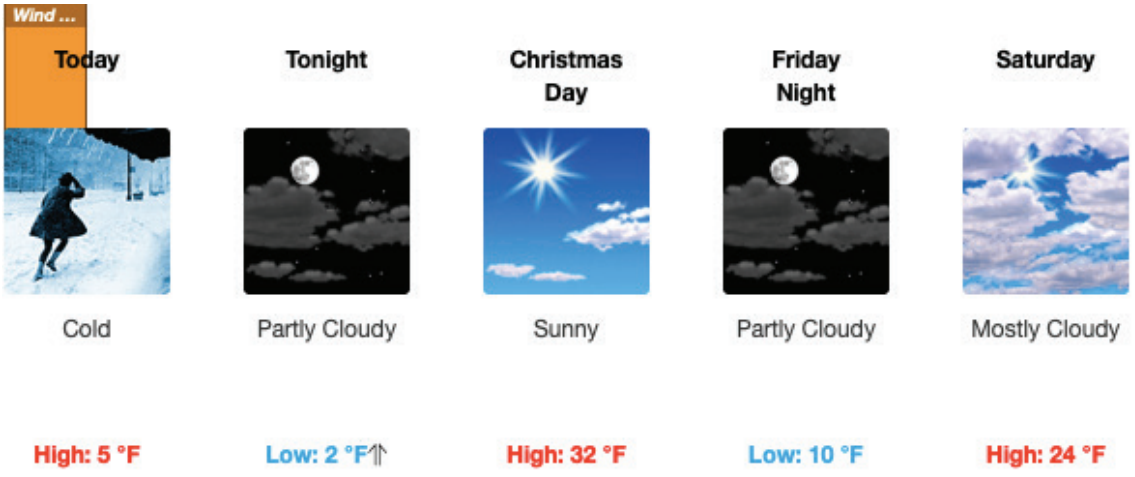 Wind ...
Today
Tonight
Christmas
Day
Friday
Night
Saturday
Cold
Partly Cloudy
Sunny
Partly Cloudy
Mostly Cloudy
High: 5 °F
Low: 2 °F⇑
High: 32 °F
Low: 10 °F
High: 24 °F